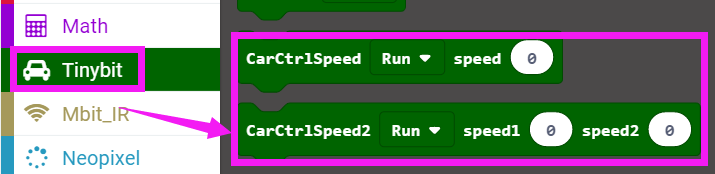 Math
Tinybit
Mbit_IR
Neopixel
CarCtrlSpeed Run speed 0
CarCtrlSpeed2 Run speed1 0 speed2 0